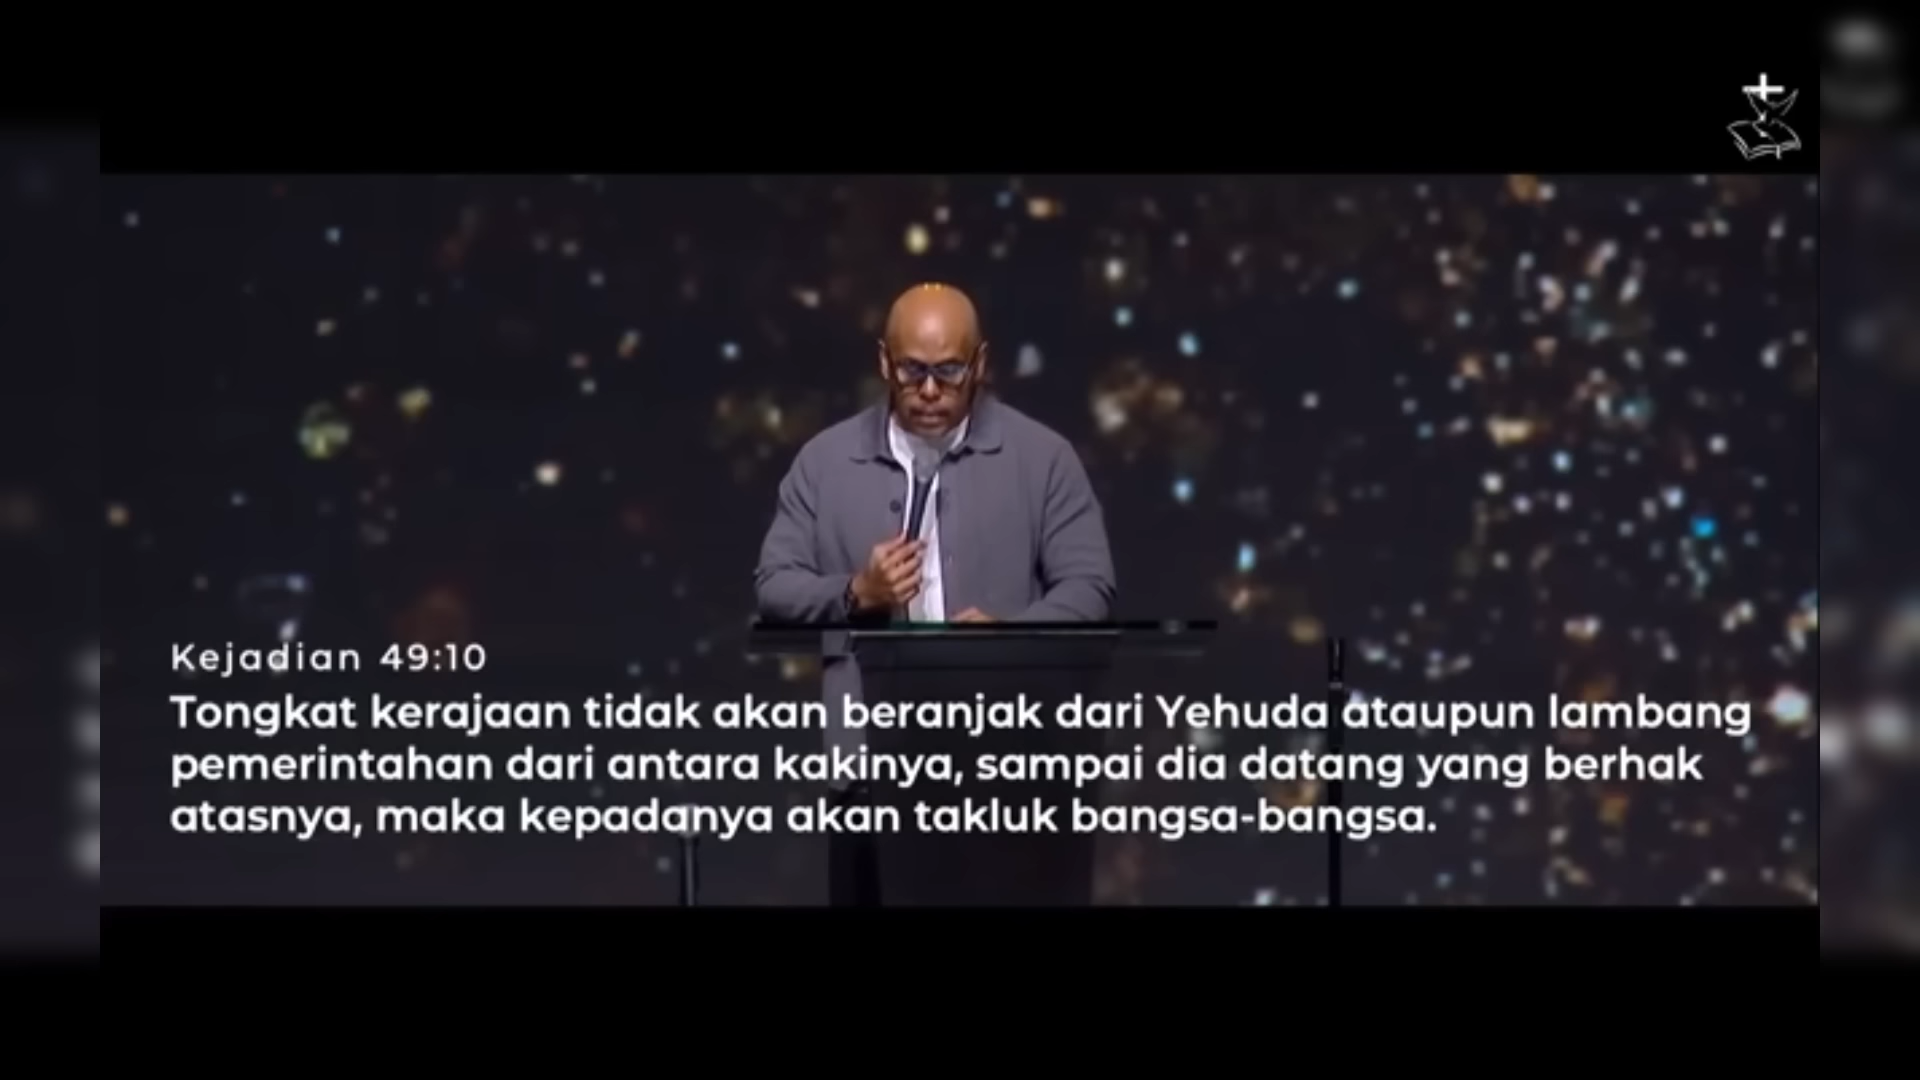 Kejadian 49:10
Tongkat kerajaan tidak akan beranjak dari Yehuda ataupun lambang
pemerintahan dari antara kakinya, sampai dia datang yang berhak
atasnya, maka kepadanya akan takluk bangsa-bangsa.